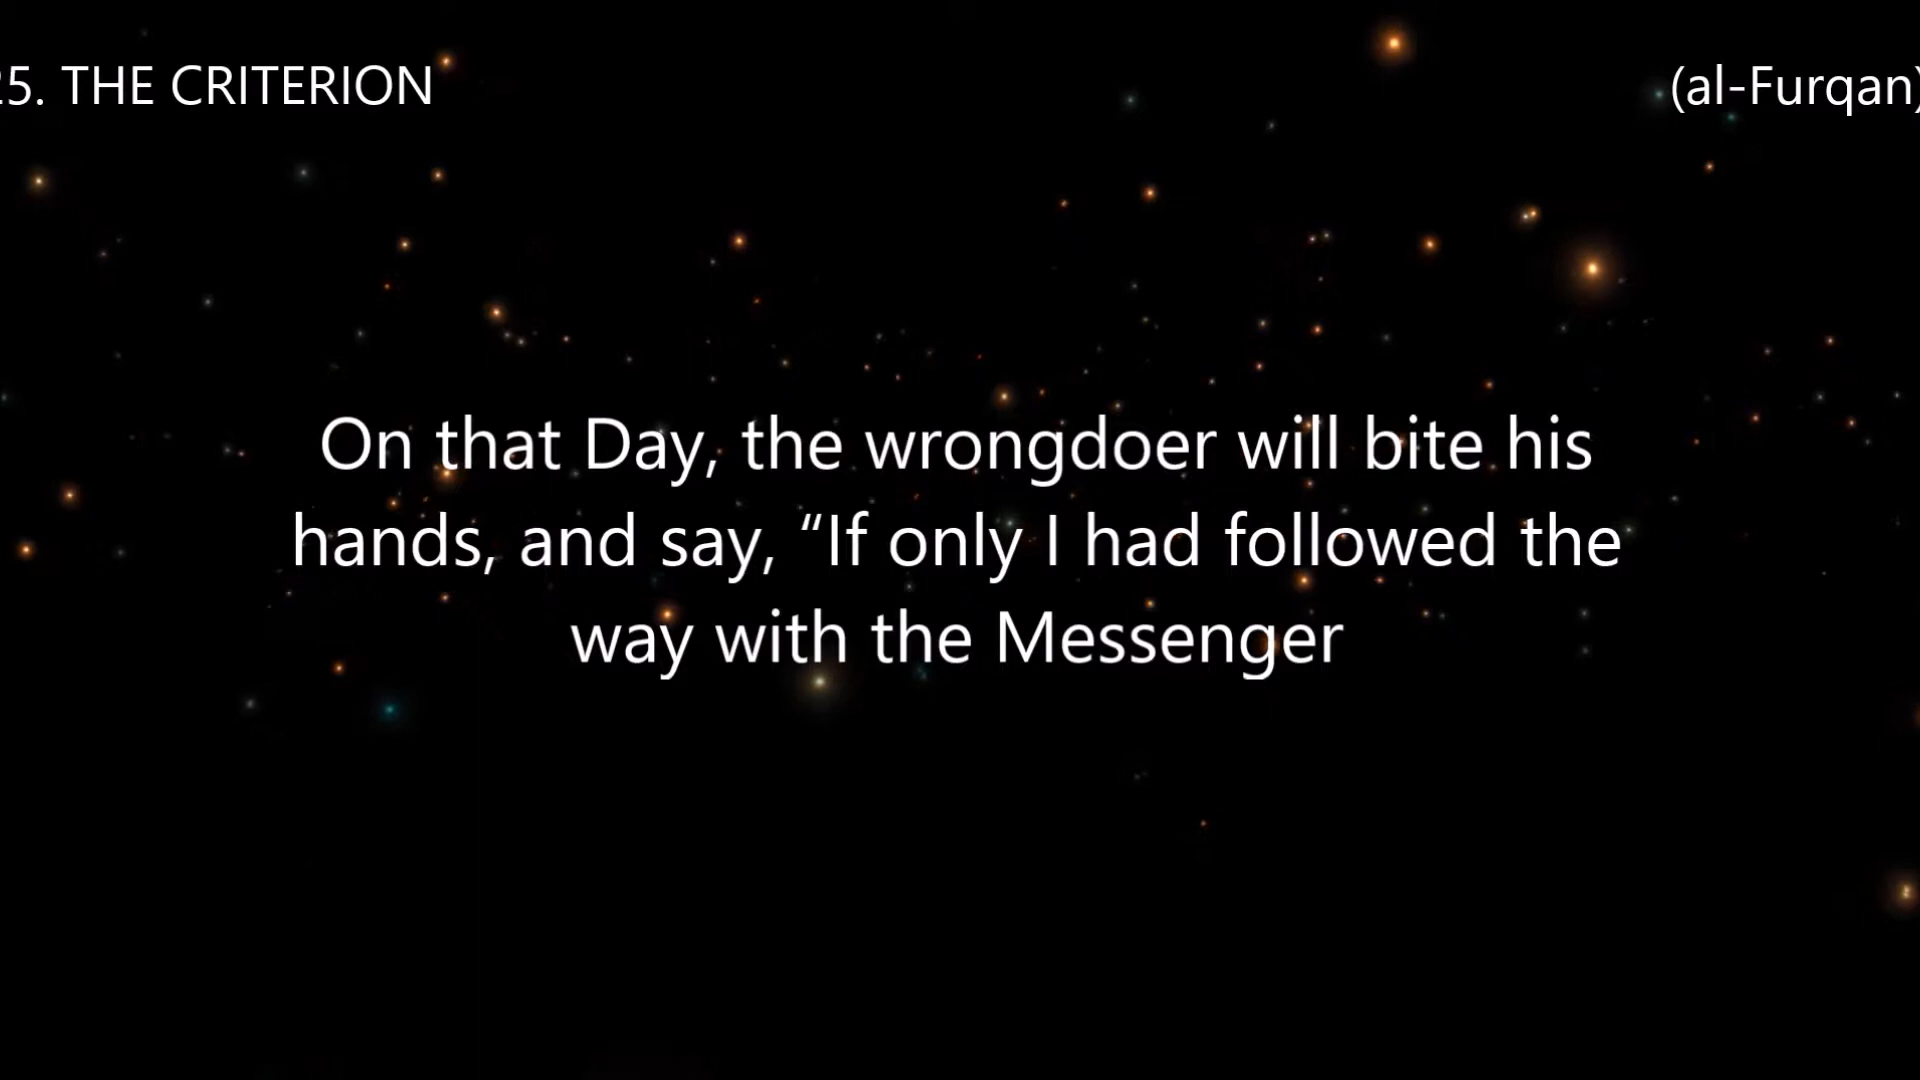 25. THE CRITERION
(al-Furqan)
On that Day, the wrongdoer will bite his
hands, and say, “If only I had followed the
way with the Messenger